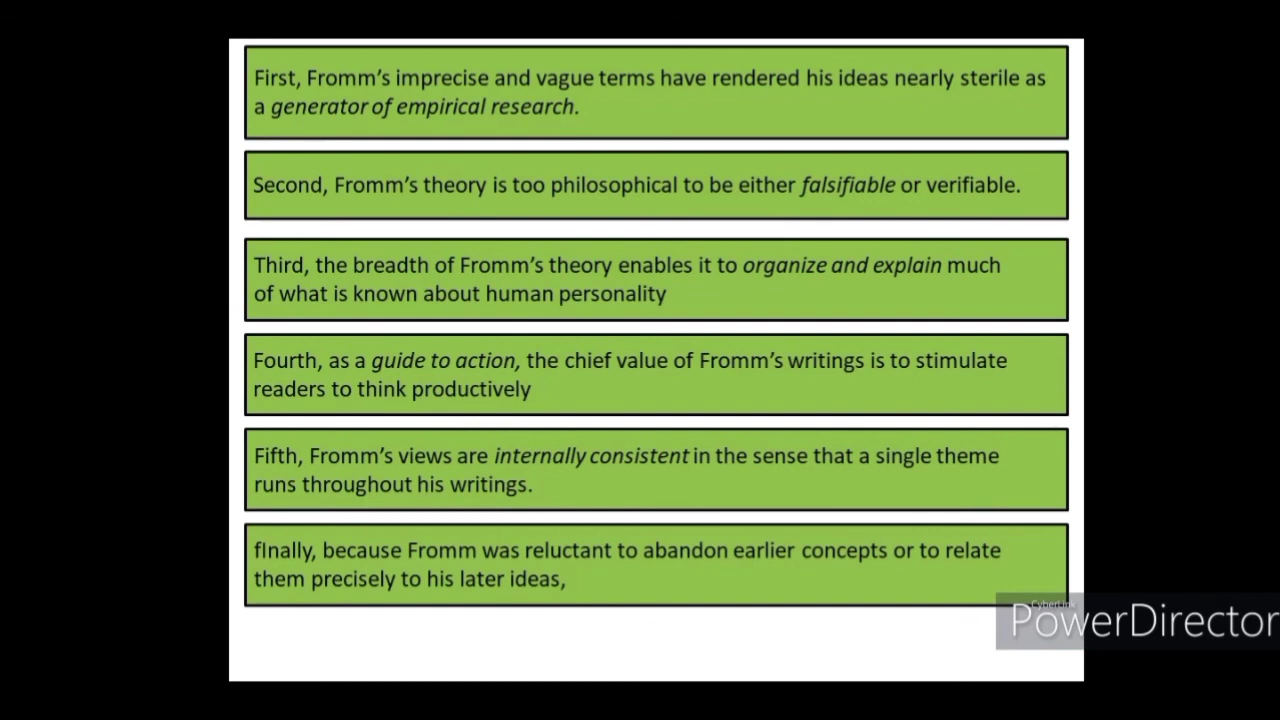 First, Fromm’s imprecise and vague terms have rendered his ideas nearly sterile as
a generator of empirical research.
Second, Fromm’s theory is too philosophical to be either falsifiable or verifiable.
Third, the breadth of Fromm’s theory enables it to organize and explain much
of what is known about human personality
Fourth, as a guide to action, the chief value of Fromm’s writings is to stimulate
readers to think productively
Fifth, Fromm’s views are internally consistent in the sense that a single theme
runs throughout his writings.
fInally, because Fromm was reluctant to abandon earlier concepts or to relate
them precisely to his later ideas,
CyberLink
PowerDirector